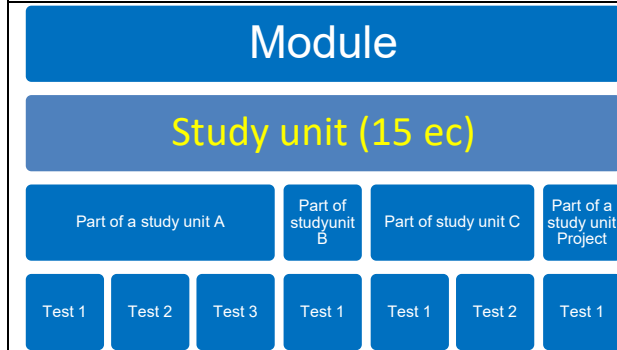 Module
Study unit (15 ec)
Part of a study unit A
Part of
studyunit
B
Part of study unit C
Part of a
study unit
Project
Test 1
Test 2
Test 3
Test 1
Test 1
Test 2
Test 1